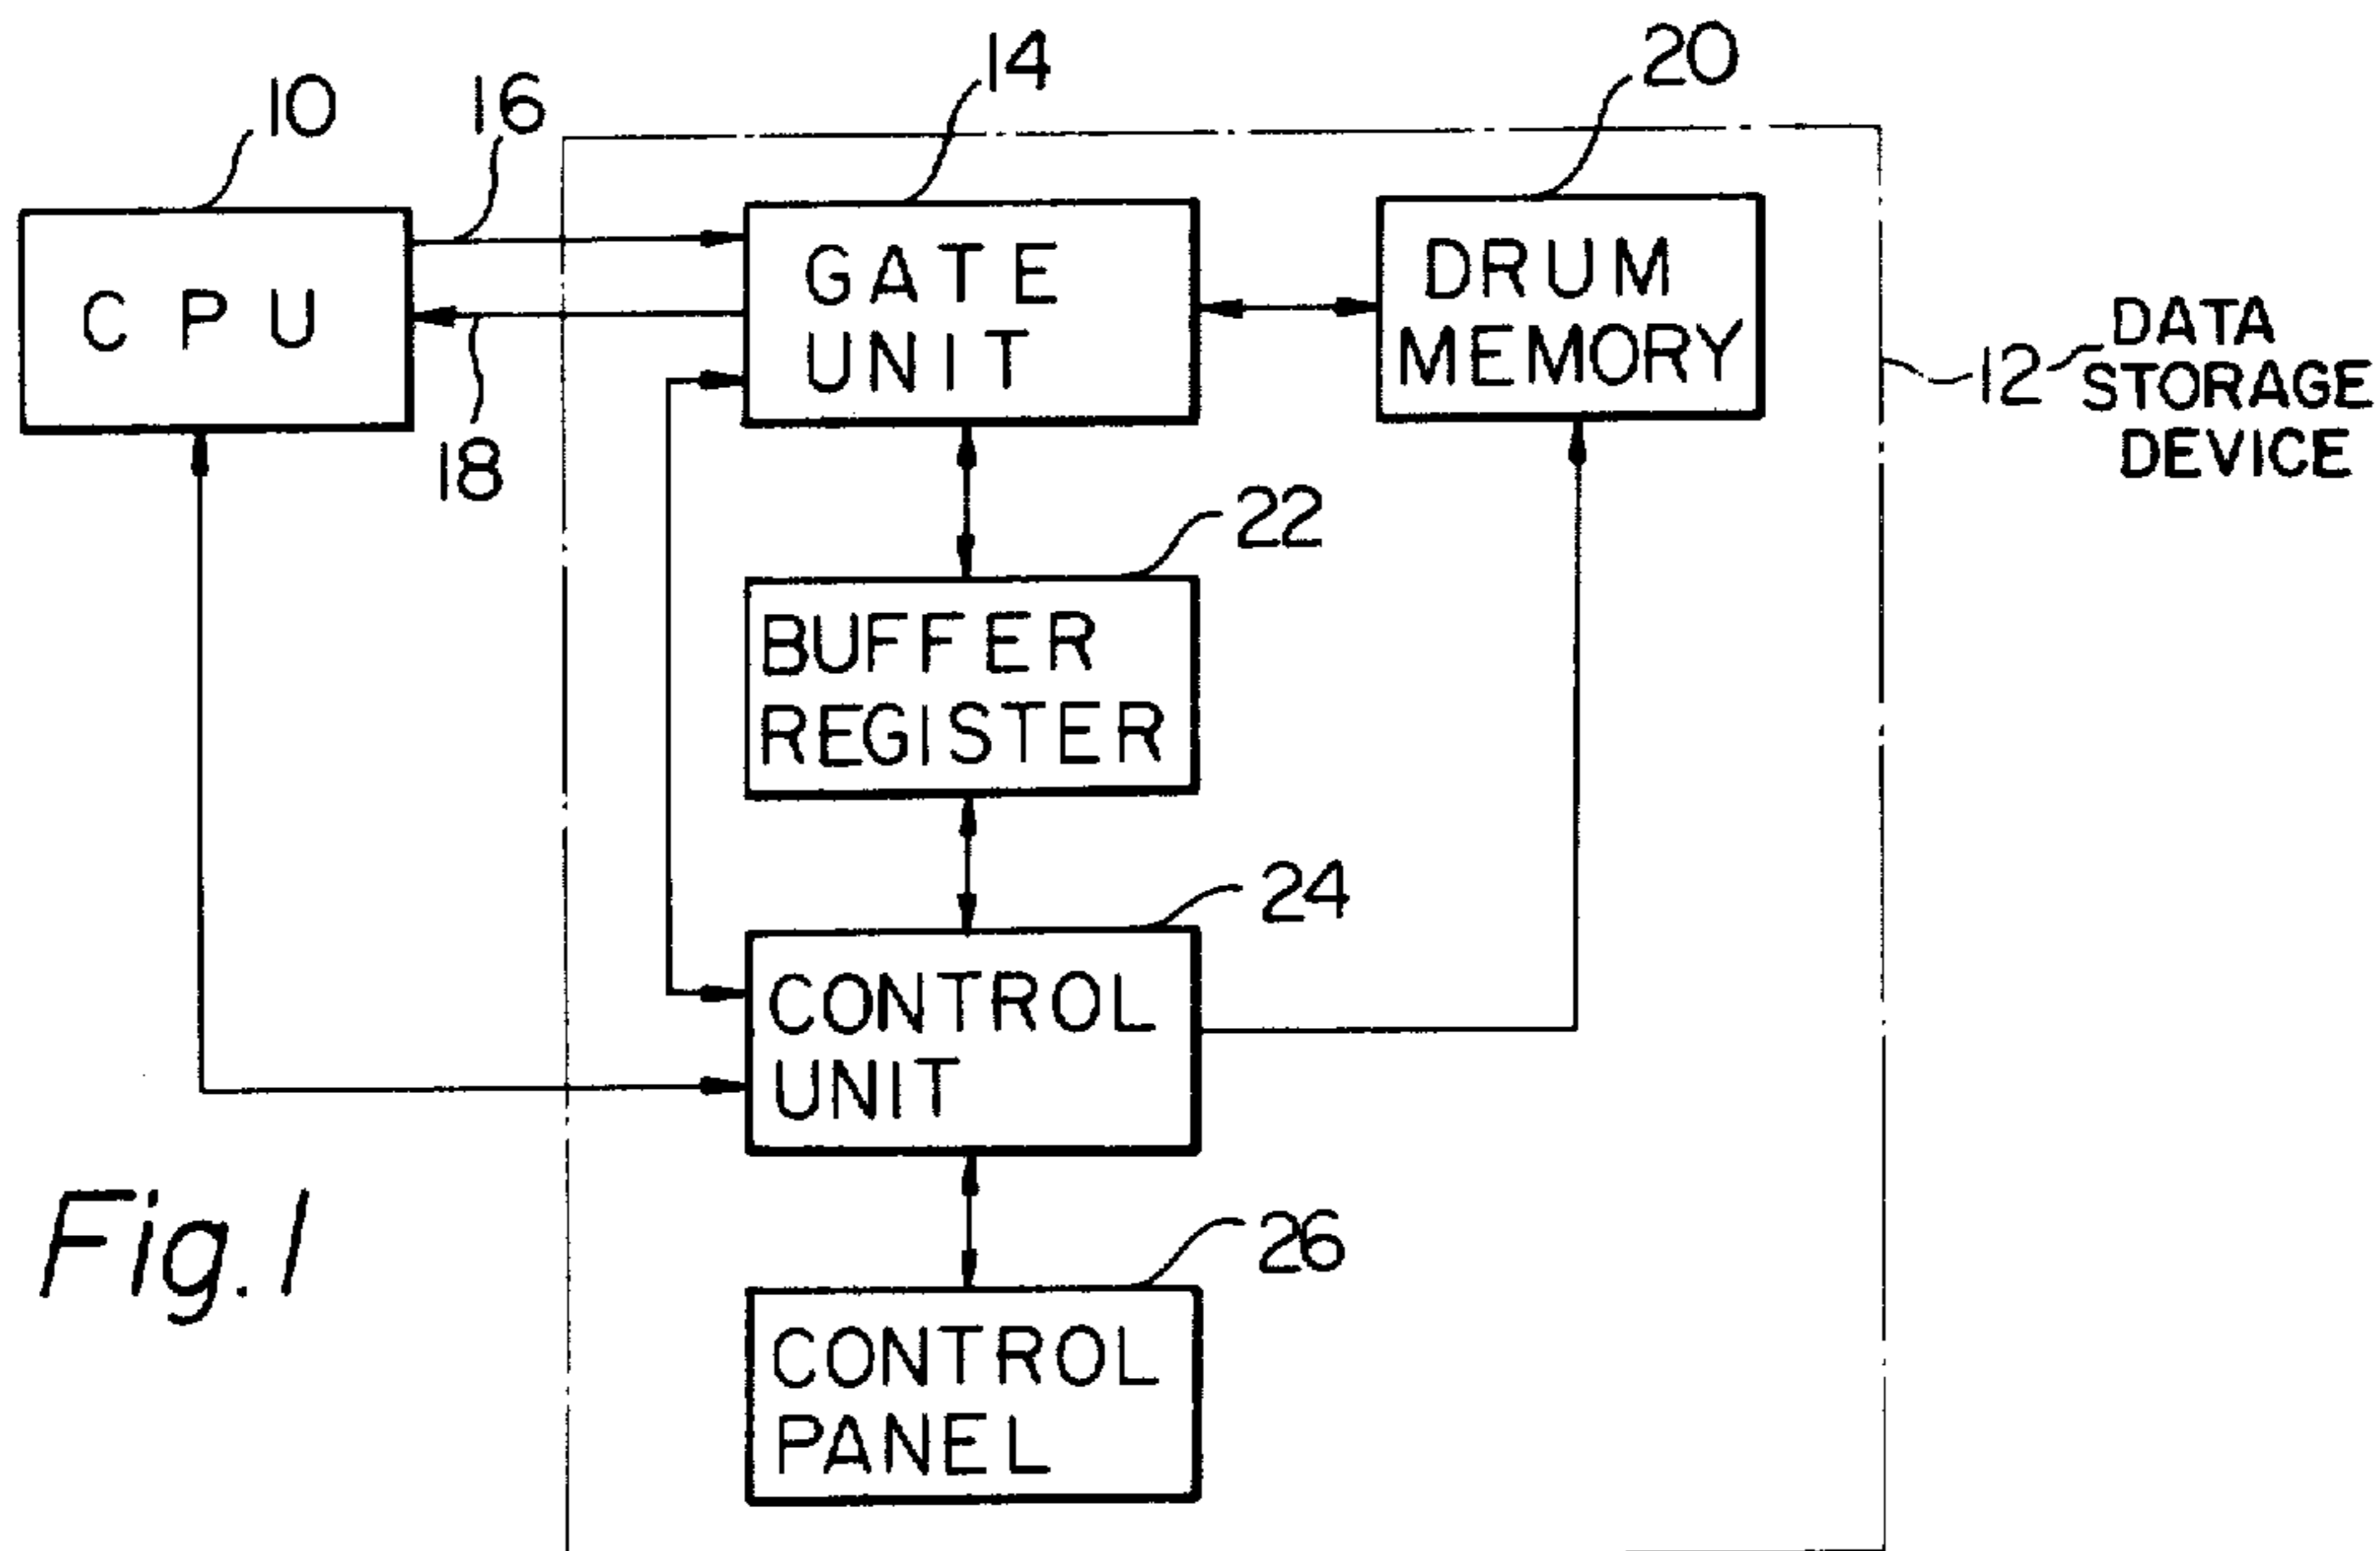 10
16
14
20
CPU
GATE
UNIT
DRUM
MEMORY
12
DATA
STORAGE
DEVICE
18
22
BUFFER
REGISTER
24
CONTROL
UNIT
26
CONTROL
PANEL
Fig.1